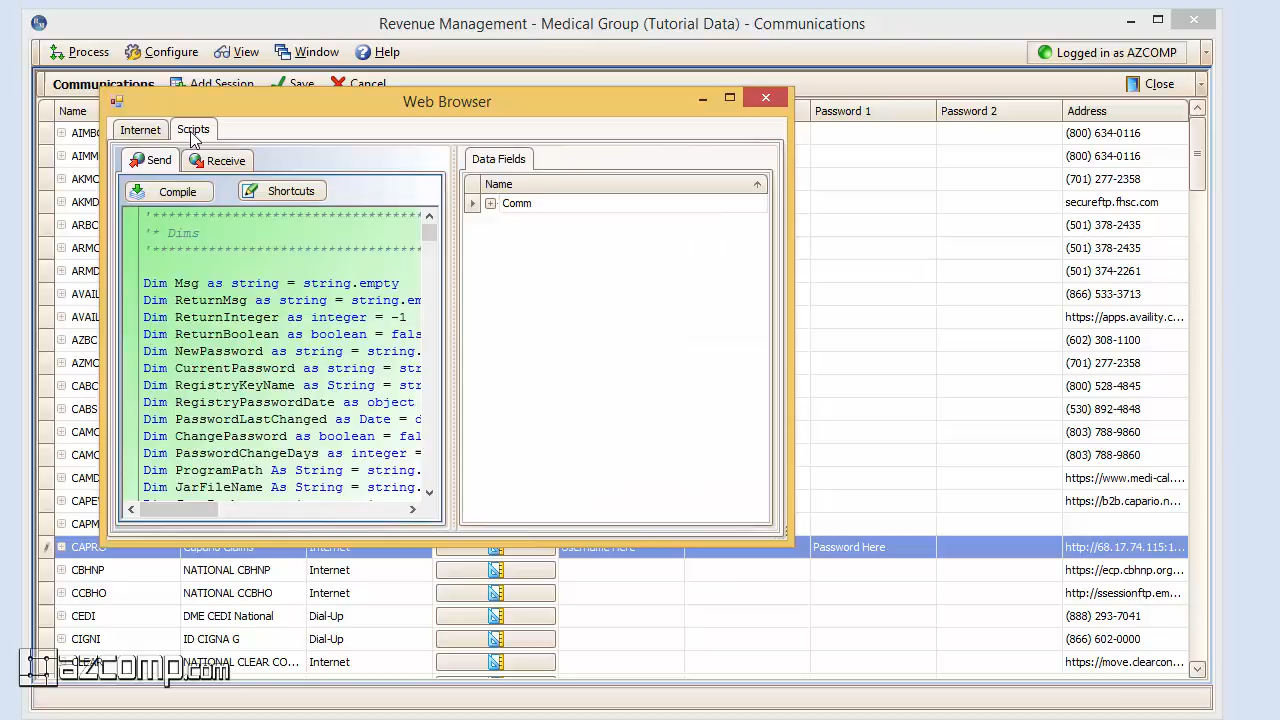 Revenue Management - Medical Group (Tutorial Data) - Communications
Process Configure View Window Help Logged in as AZCOMP
Communications Add Session Save Cancel Close
Web Browser
Internet Scripts
Send Receive
Compile Shortcuts
'* Dims
Dim Msg as string = string.empty
Dim ReturnMsg as string = string.em
Dim ReturnInteger as integer = -1
Dim ReturnBoolean as boolean = fals
Dim NewPassword as string = string.
Dim CurrentPassword as string = str
Dim RegistryKeyName as String = str
Dim RegistryPasswordDate as object
Dim PasswordLastChanged as Date = d
Dim ChangePassword as boolean = fal
Dim PasswordChangeDays as integer =
Dim ProgramPath As String = string.
Dim JarFileName As String = string.
Data Fields
Name
Comm
Name Password 1 Password 2 Address
AIMBC (800) 634-0116
AIMM (800) 634-0116
AKMC (701) 277-2358
AKMC secureftp.fhsc.com
ARBC (501) 378-2435
ARMC (501) 378-2435
ARMD (501) 374-2261
AVAIL (866) 533-3713
AVAIL https://apps.availity.c...
AZBC (602) 308-1100
AZMC (701) 277-2358
CABC (800) 528-4845
CABS (530) 892-4848
CAMC (803) 788-9860
CAMC (803) 788-9860
CAMD https://www.medi-cal....
CAPE https://b2b.capario.n...
CAPM
CAPRO Capario Claims Internet Username Here Password Here http://68.17.74.115:1...
CBHNP NATIONAL CBHNP Internet https://ecp.cbhnp.org...
CCBHO NATIONAL CCBHO Internet http://ssessionftp.em...
CEDI DME CEDI National Dial-Up (888) 293-7041
CIGNI ID CIGNA G Dial-Up (866) 602-0000
CLEAR NATIONAL CLEAR CO... Internet https://move.clearcon...
azcomp.com